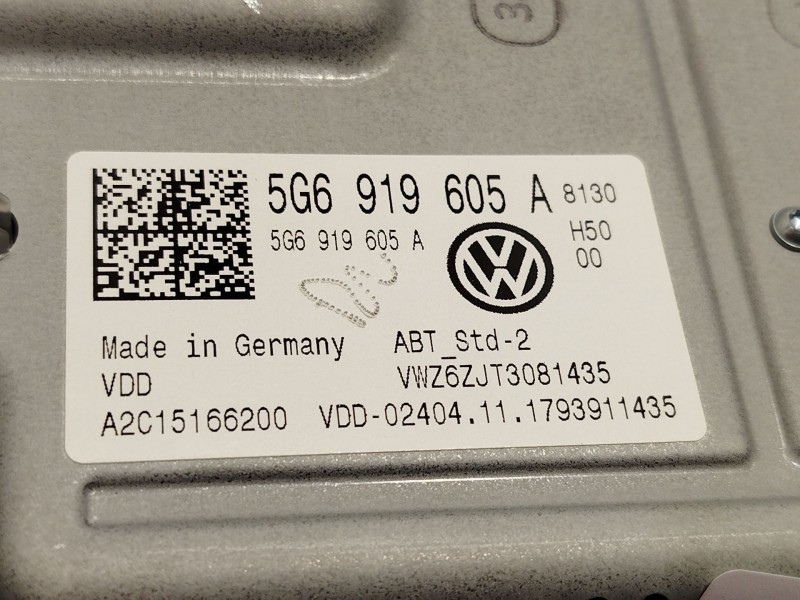 3
5G6 919 605 A 8130
5G6 919 605 A H50
00
Made in Germany ABT_Std-2
VDD VWZ6ZJT3081435
A2C15166200 VDD-02404.11.1793911435